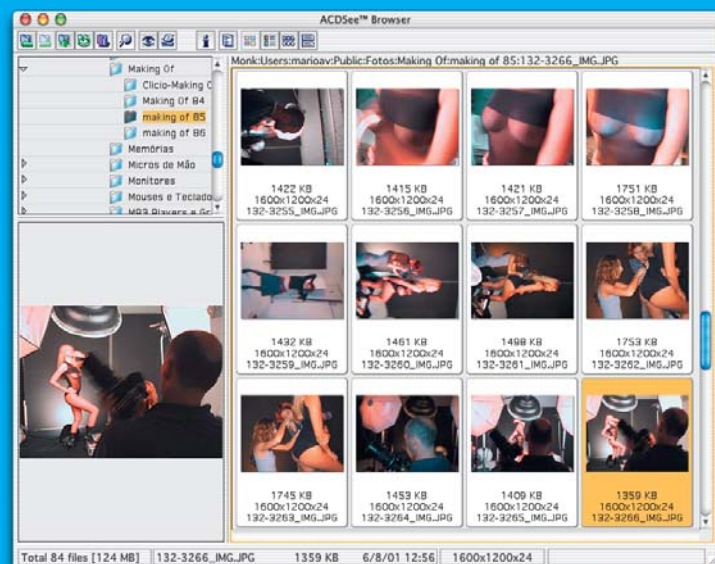 ACDSee™ Browser
Monk:Users:marioav:Public:Fotos:Making Of:making of 85:132-3266_IMG.JPG
Making Of
Clicio-Making O
Making Of 84
making of 85
making of 86
Memórias
Micros de Mão
Monitores
Mouses e Teclado
MP3 Players e Gr
1422 KB
1600x1200x24
132-3255_IMG.JPG
1415 KB
1600x1200x24
132-3256_IMG.JPG
1421 KB
1600x1200x24
132-3257_IMG.JPG
1751 KB
1600x1200x24
132-3258_IMG.JPG
1432 KB
1600x1200x24
132-3259_IMG.JPG
1461 KB
1600x1200x24
132-3260_IMG.JPG
1498 KB
1600x1200x24
132-3261_IMG.JPG
1753 KB
1600x1200x24
132-3262_IMG.JPG
1745 KB
1600x1200x24
132-3263_IMG.JPG
1453 KB
1600x1200x24
132-3264_IMG.JPG
1409 KB
1600x1200x24
132-3265_IMG.JPG
1359 KB
1600x1200x24
132-3266_IMG.JPG
Total 84 files [124 MB] 132-3266_IMG.JPG 1359 KB 6/8/01 12:56 1600x1200x24